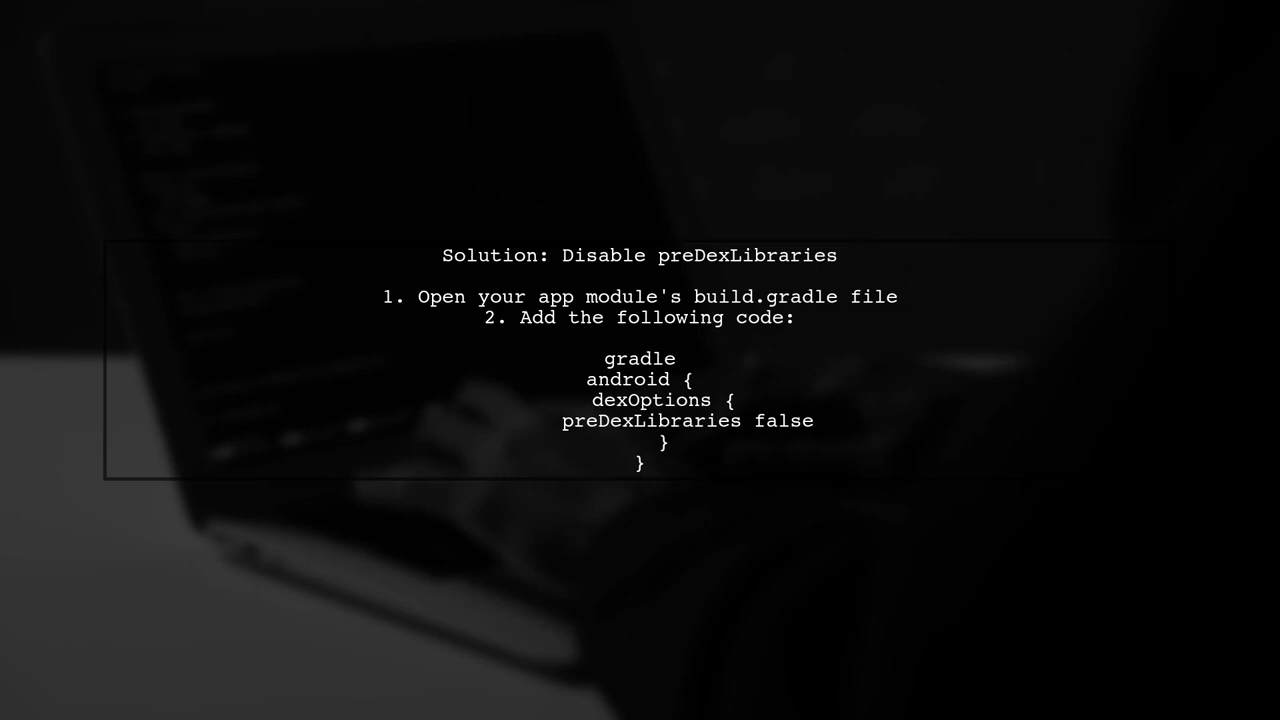 Solution: Disable preDexLibraries
1. Open your app module's build.gradle file
2. Add the following code:
gradle
android {
dexOptions {
preDexLibraries false
}
}